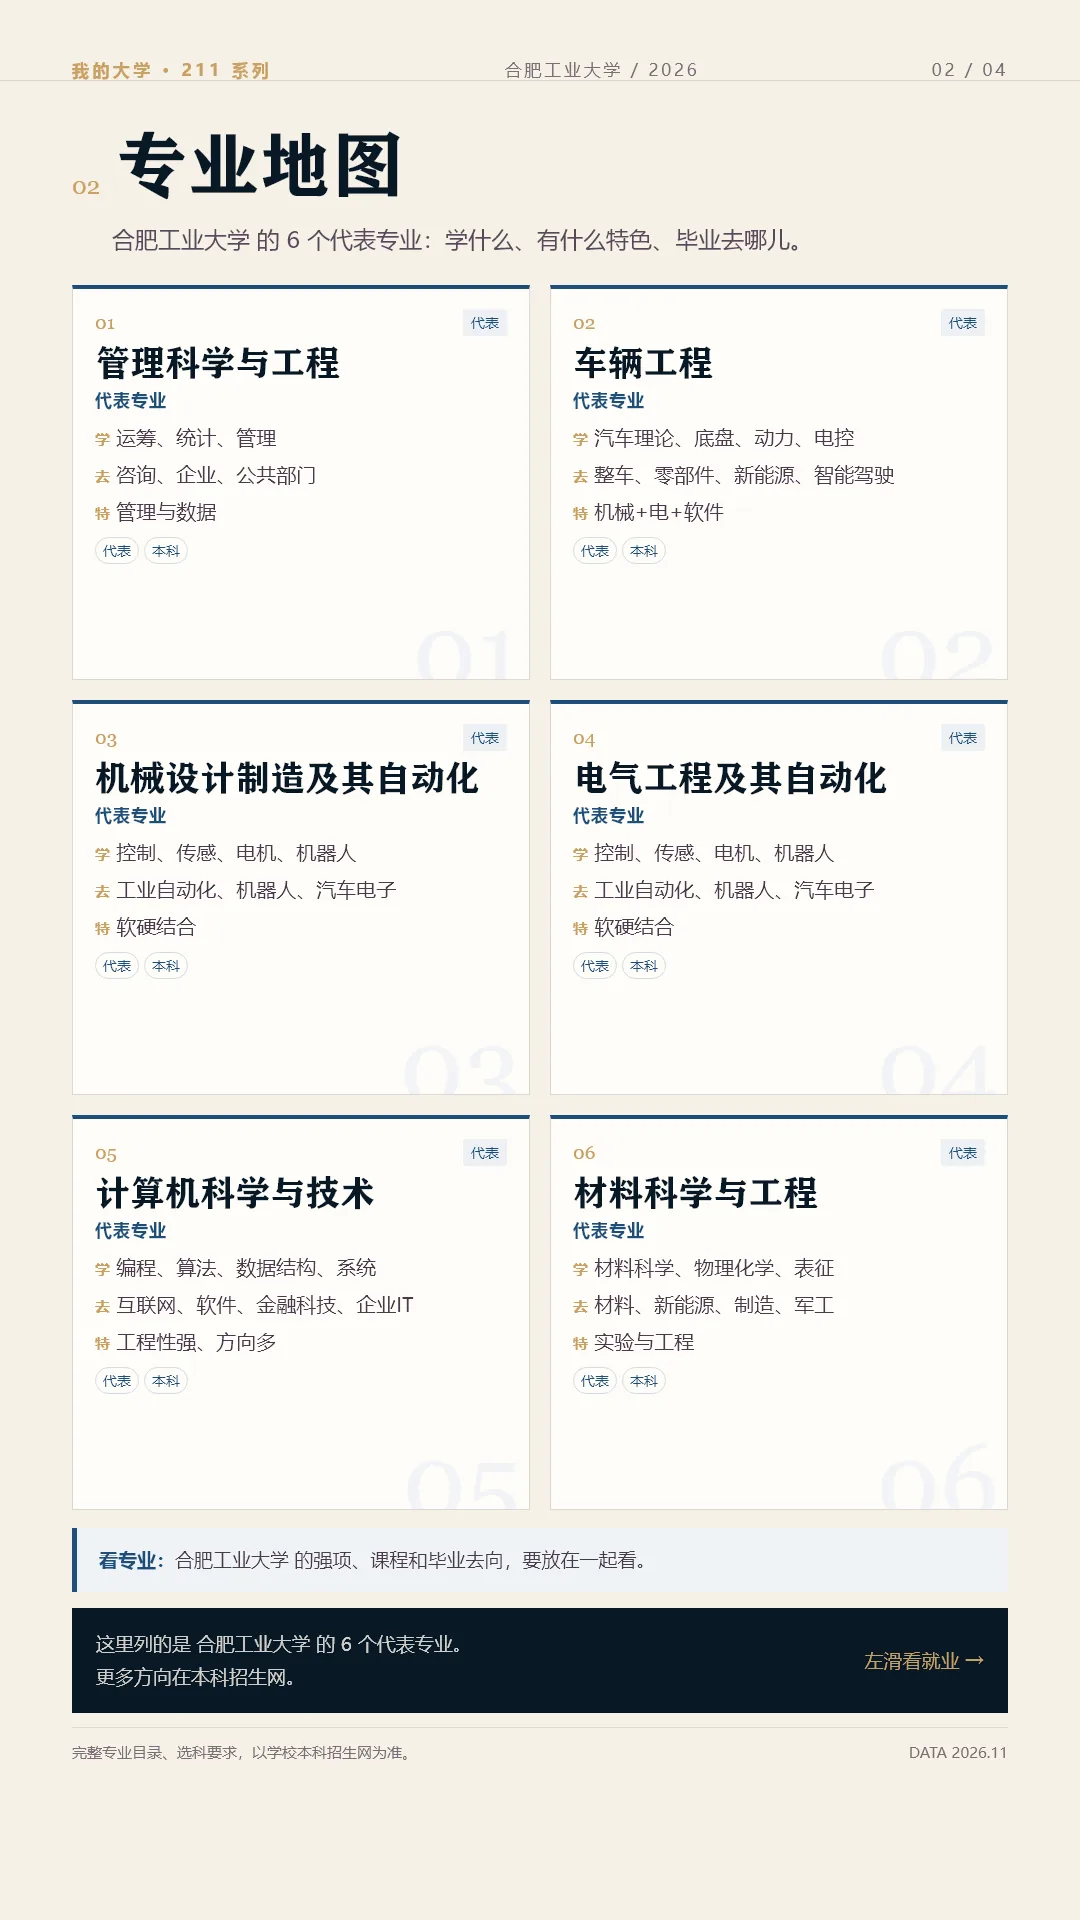 我的大学 • 211 系列
合肥工业大学 / 2026
02 / 04
02 专业地图
合肥工业大学 的 6 个代表专业：学什么、有什么特色、毕业去哪儿。
01 代表
管理科学与工程
代表专业
学 运筹、统计、管理
去 咨询、企业、公共部门
特 管理与数据
代表 本科
01
02 代表
车辆工程
代表专业
学 汽车理论、底盘、动力、电控
去 整车、零部件、新能源、智能驾驶
特 机械+电+软件
代表 本科
02
03 代表
机械设计制造及其自动化
代表专业
学 控制、传感、电机、机器人
去 工业自动化、机器人、汽车电子
特 软硬结合
代表 本科
03
04 代表
电气工程及其自动化
代表专业
学 控制、传感、电机、机器人
去 工业自动化、机器人、汽车电子
特 软硬结合
代表 本科
04
05 代表
计算机科学与技术
代表专业
学 编程、算法、数据结构、系统
去 互联网、软件、金融科技、企业IT
特 工程性强、方向多
代表 本科
05
06 代表
材料科学与工程
代表专业
学 材料科学、物理化学、表征
去 材料、新能源、制造、军工
特 实验与工程
代表 本科
06
看专业：合肥工业大学 的强项、课程和毕业去向，要放在一起看。
这里列的是 合肥工业大学 的 6 个代表专业。
更多方向在本科招生网。
左滑看就业 →
完整专业目录、选科要求，以学校本科招生网为准。
DATA 2026.11